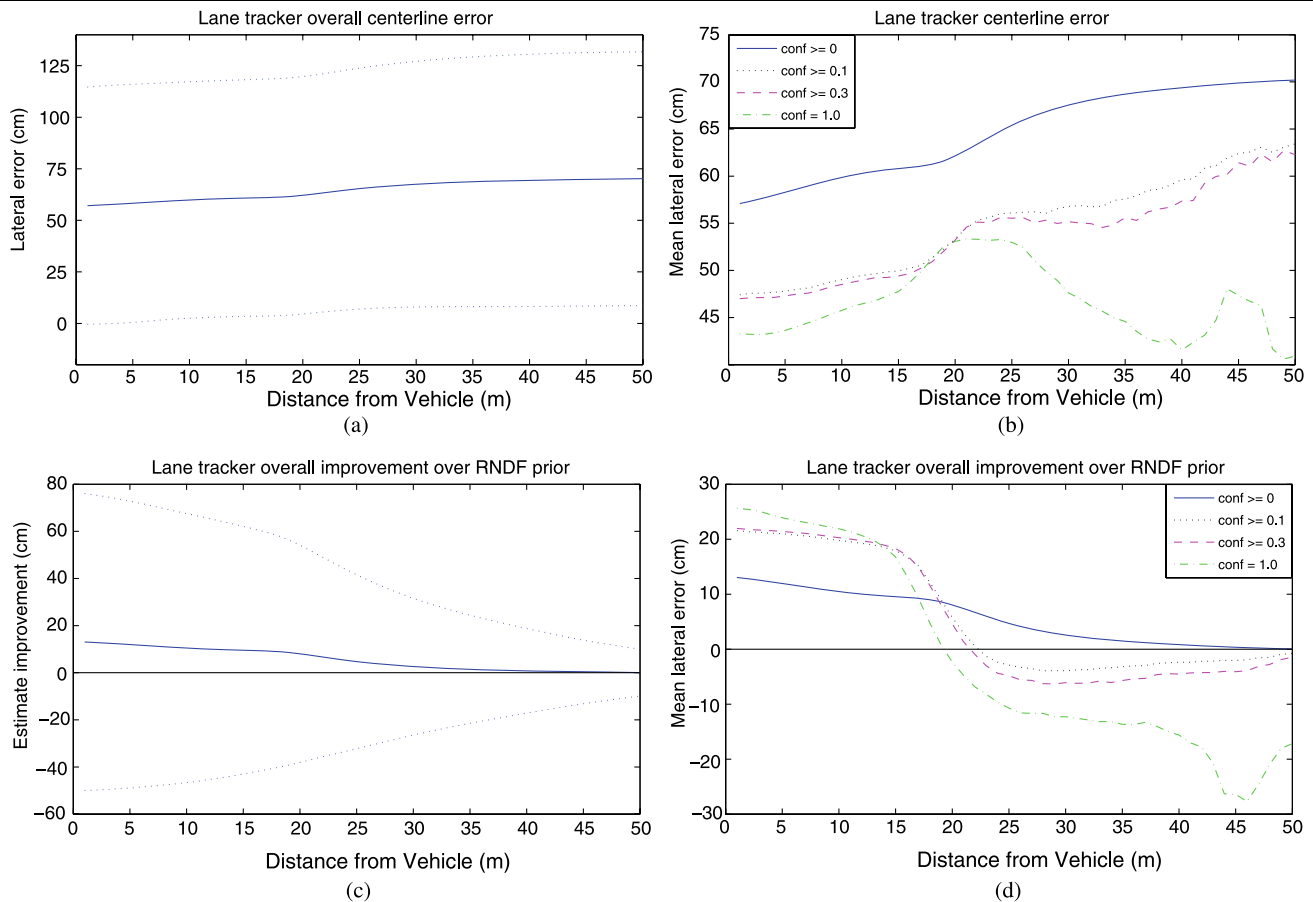 Lane tracker overall centerline error
125
100
75
50
25
0
Lateral error (cm)
0 5 10 15 20 25 30 35 40 45 50
Distance from Vehicle (m)
(a)
Lane tracker centerline error
75
70
65
60
55
50
45
Mean lateral error (cm)
conf >= 0
conf >= 0.1
conf >= 0.3
conf = 1.0
0 5 10 15 20 25 30 35 40 45 50
Distance from Vehicle (m)
(b)
Lane tracker overall improvement over RNDF prior
80
60
40
20
0
−20
−40
−60
Estimate improvement (cm)
0 5 10 15 20 25 30 35 40 45 50
Distance from Vehicle (m)
(c)
Lane tracker overall improvement over RNDF prior
30
20
10
0
−10
−20
−30
Mean lateral error (cm)
conf >= 0
conf >= 0.1
conf >= 0.3
conf = 1.0
0 5 10 15 20 25 30 35 40 45 50
Distance from Vehicle (m)
(d)